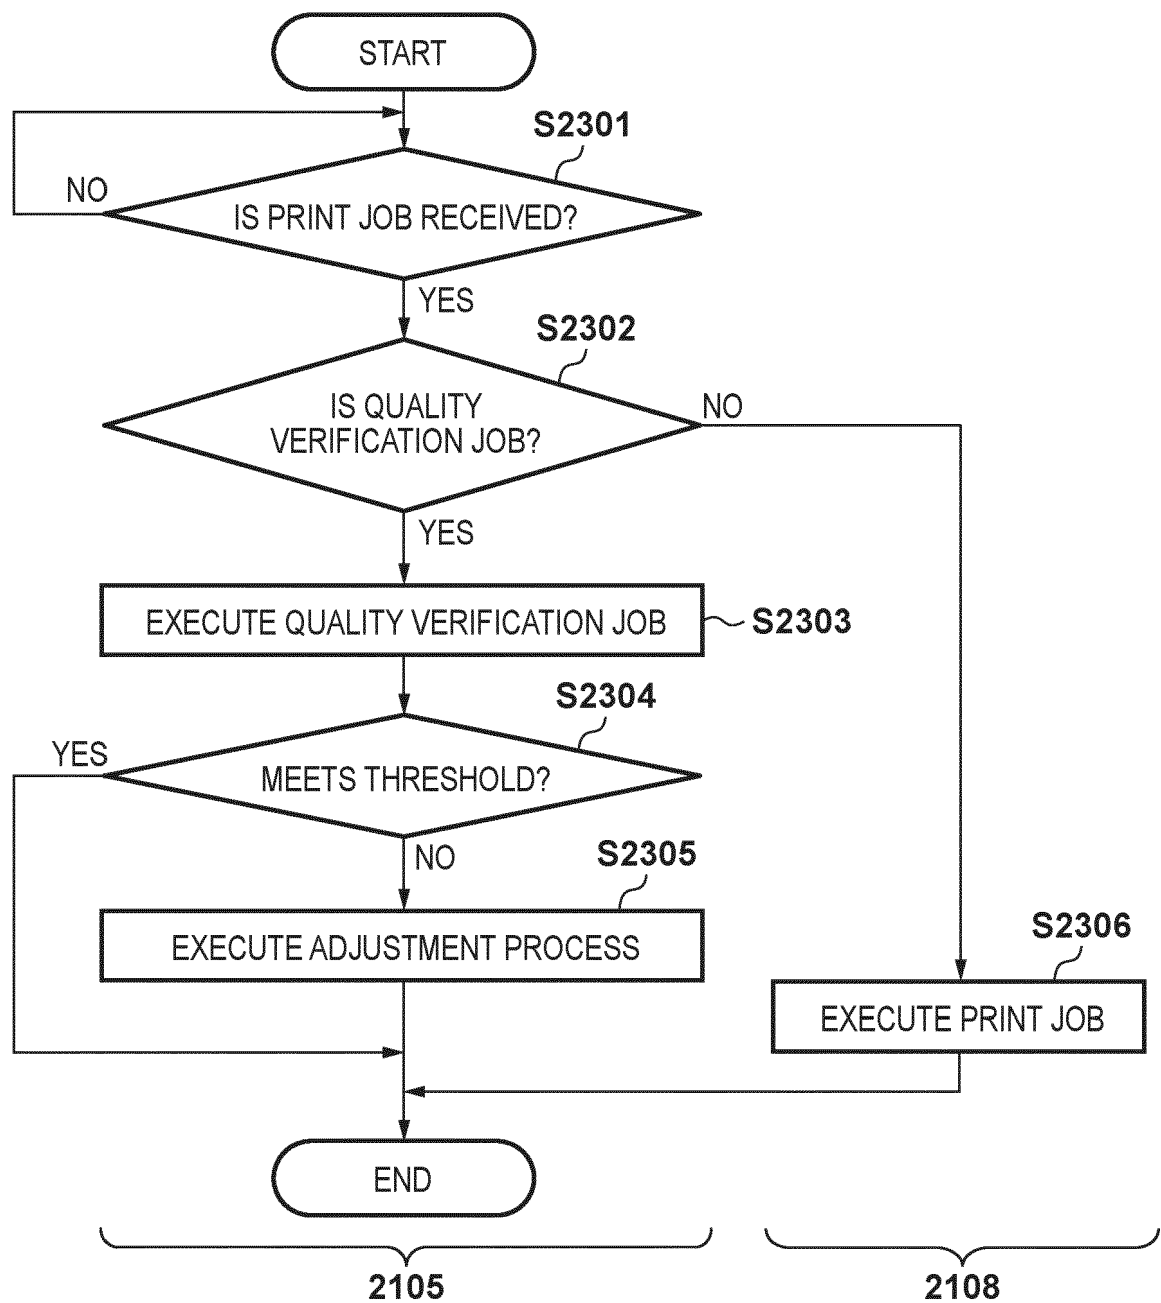 START
S2301
NO
IS PRINT JOB RECEIVED?
YES
S2302
IS QUALITY
VERIFICATION JOB?
NO
YES
EXECUTE QUALITY VERIFICATION JOB
S2303
S2304
YES
MEETS THRESHOLD?
NO
S2305
EXECUTE ADJUSTMENT PROCESS
S2306
EXECUTE PRINT JOB
END
2105
2108